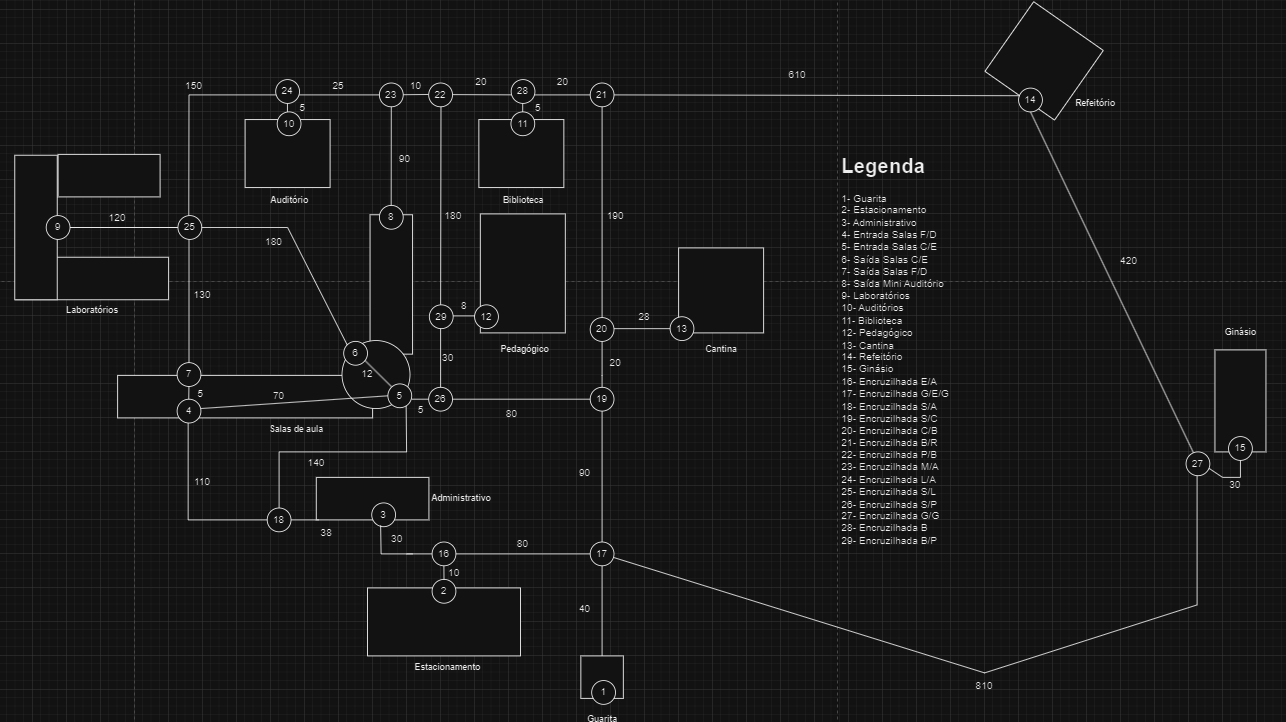 610
150
24
25
23
10
22
20
28
20
21
14
Refeitório
5
5
10
11
90
Legenda
Auditório
Biblioteca
1- Guarita
2- Estacionamento
3- Administrativo
4- Entrada Salas F/D
5- Entrada Salas C/E
6- Saída Salas C/E
7- Saída Salas F/D
8- Saída Mini Auditório
9- Laboratórios
10- Auditórios
11- Biblioteca
12- Pedagógico
13- Cantina
14- Refeitório
15- Ginásio
16- Encruzilhada E/A
17- Encruzilhada G/E/G
18- Encruzilhada S/A
19- Encruzilhada S/C
20- Encruzilhada C/B
21- Encruzilhada B/R
22- Encruzilhada P/B
23- Encruzilhada M/A
24- Encruzilhada L/A
25- Encruzilhada S/L
26- Encruzilhada S/P
27- Encruzilhada G/G
28- Encruzilhada B
29- Encruzilhada B/P
120
8
180
190
9
25
180
420
130
Laboratórios
8
29
12
28
20
13
Ginásio
Pedagógico
Cantina
6
30
20
7
12
5
70
5
26
19
4
5
80
Salas de aula
140
15
27
110
90
30
Administrativo
18
3
38
30
80
16
17
10
2
40
Estacionamento
810
1
Guarita